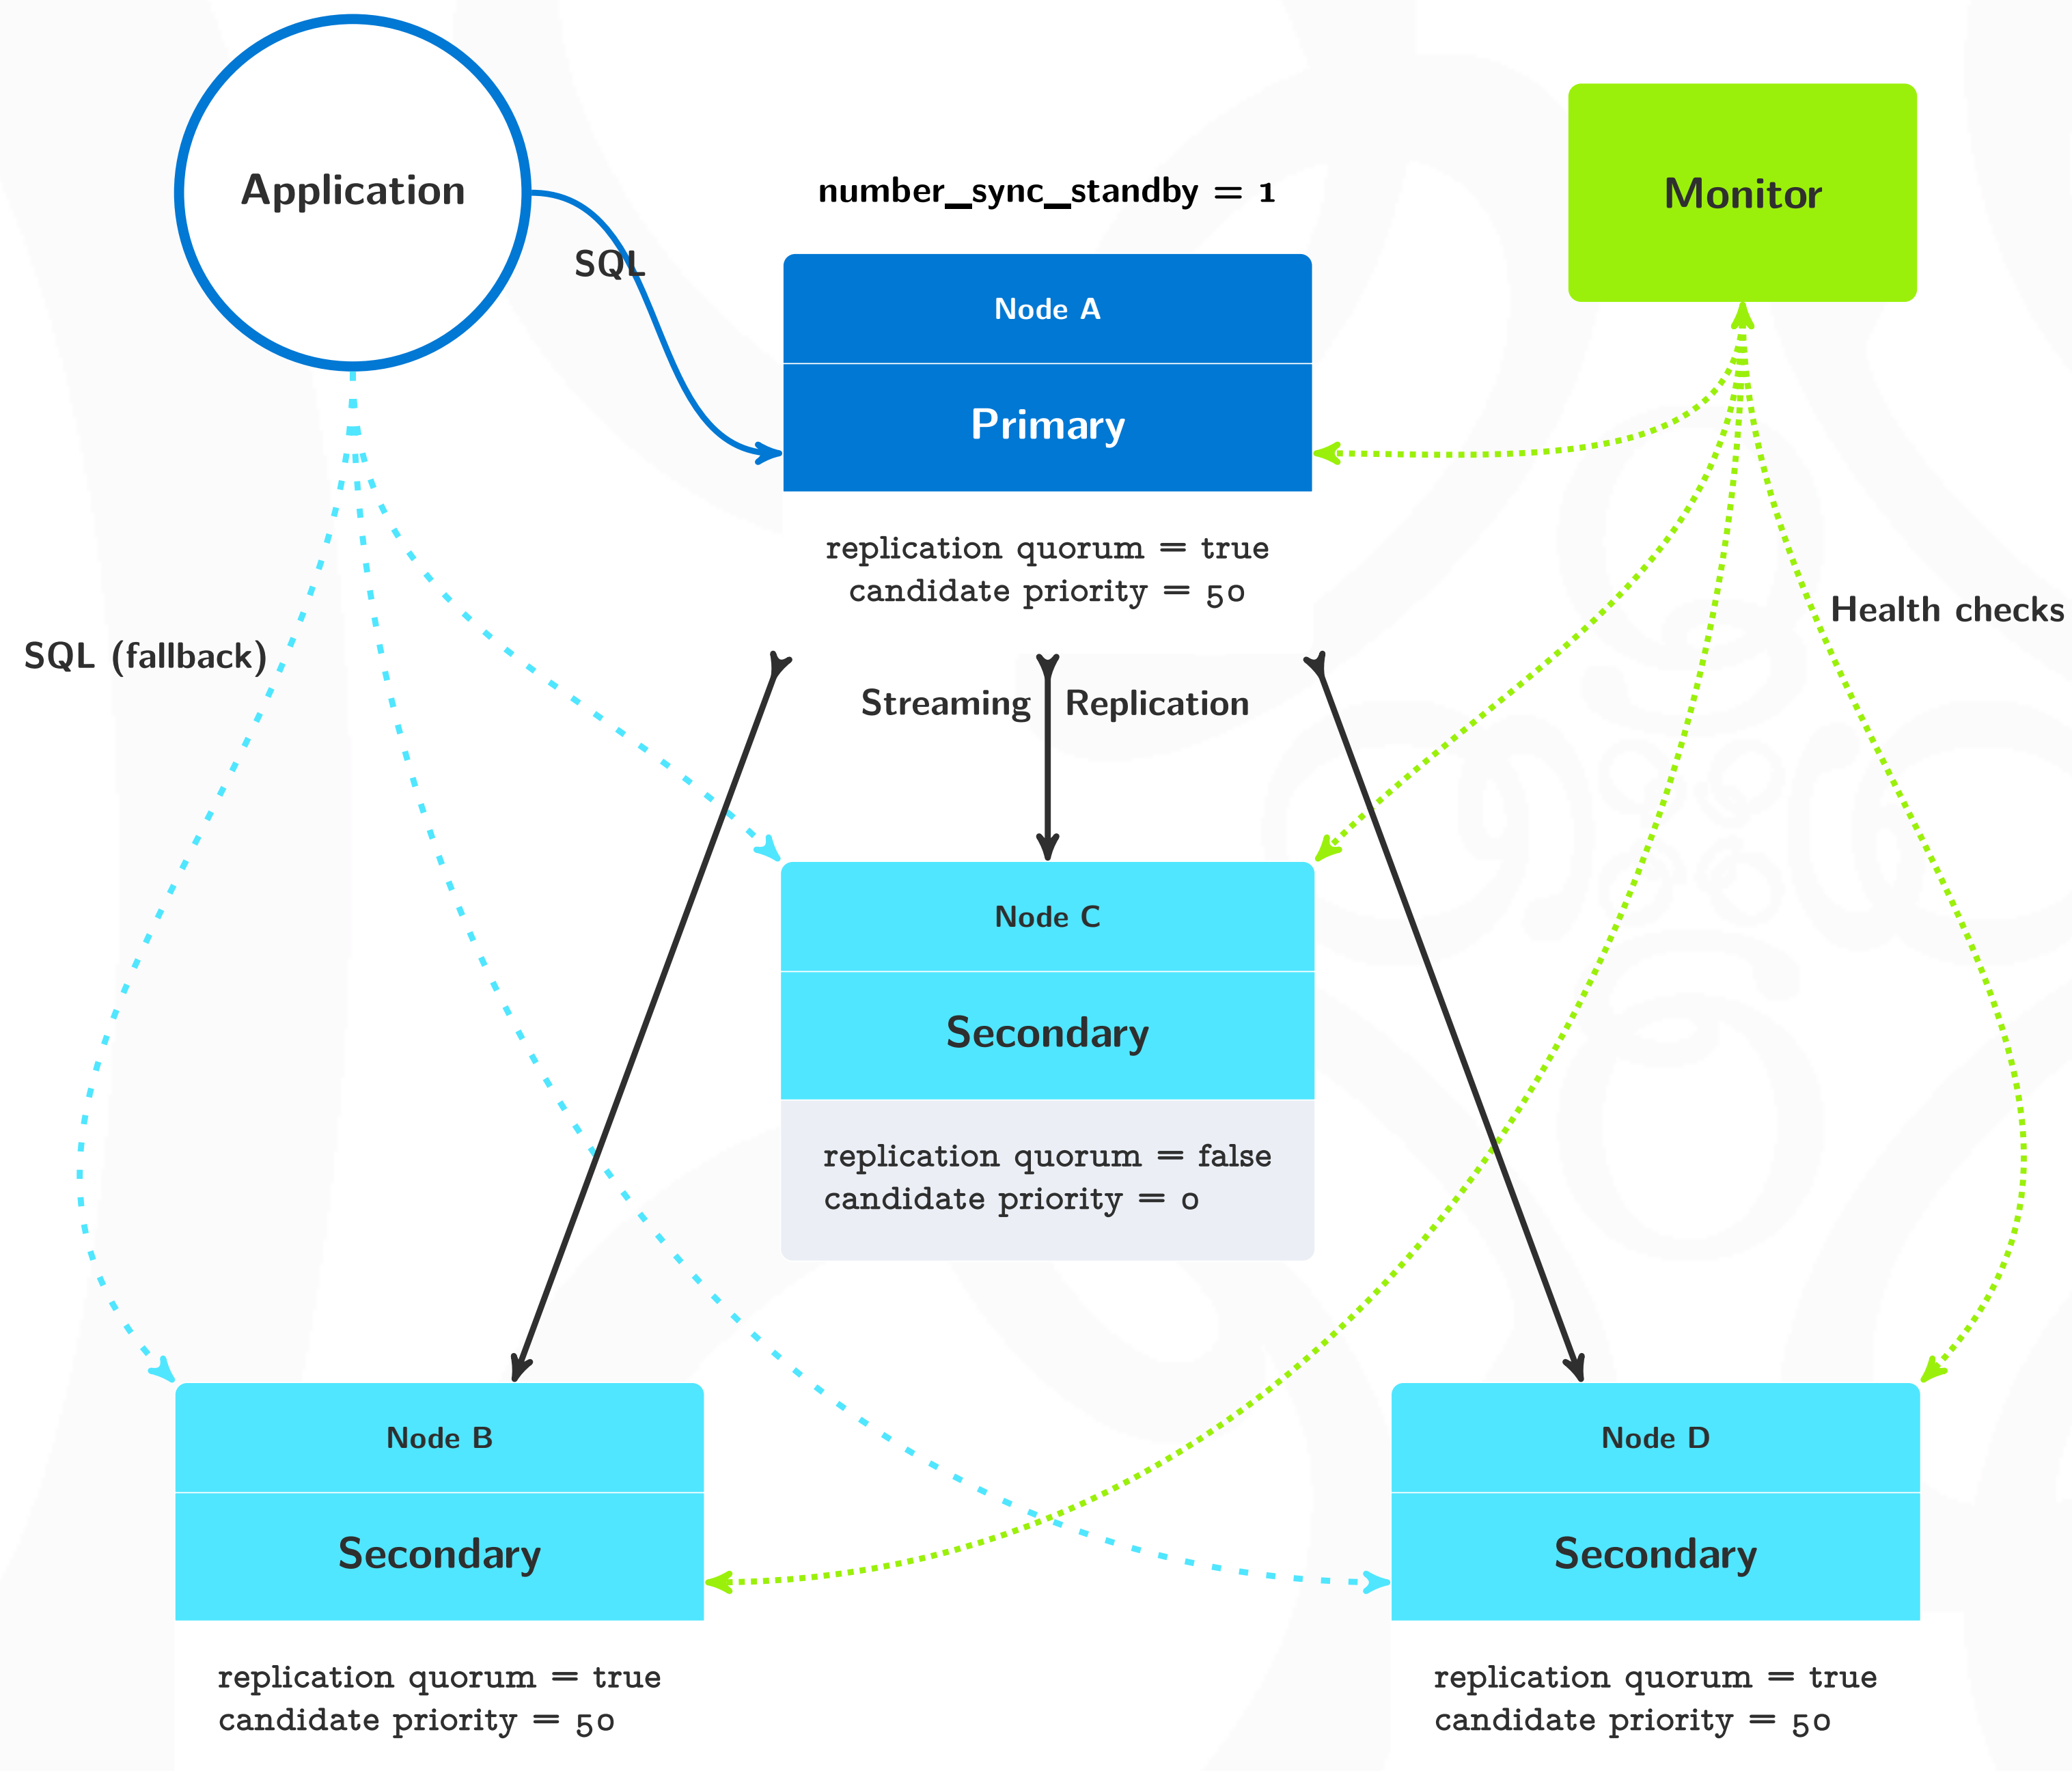 Application
number_sync_standby = 1
Monitor
SQL
Node A
Primary
replication quorum = true
candidate priority = 50
Health checks
SQL (fallback)
Streaming Replication
Node C
Secondary
replication quorum = false
candidate priority = 0
Node B
Secondary
replication quorum = true
candidate priority = 50
Node D
Secondary
replication quorum = true
candidate priority = 50